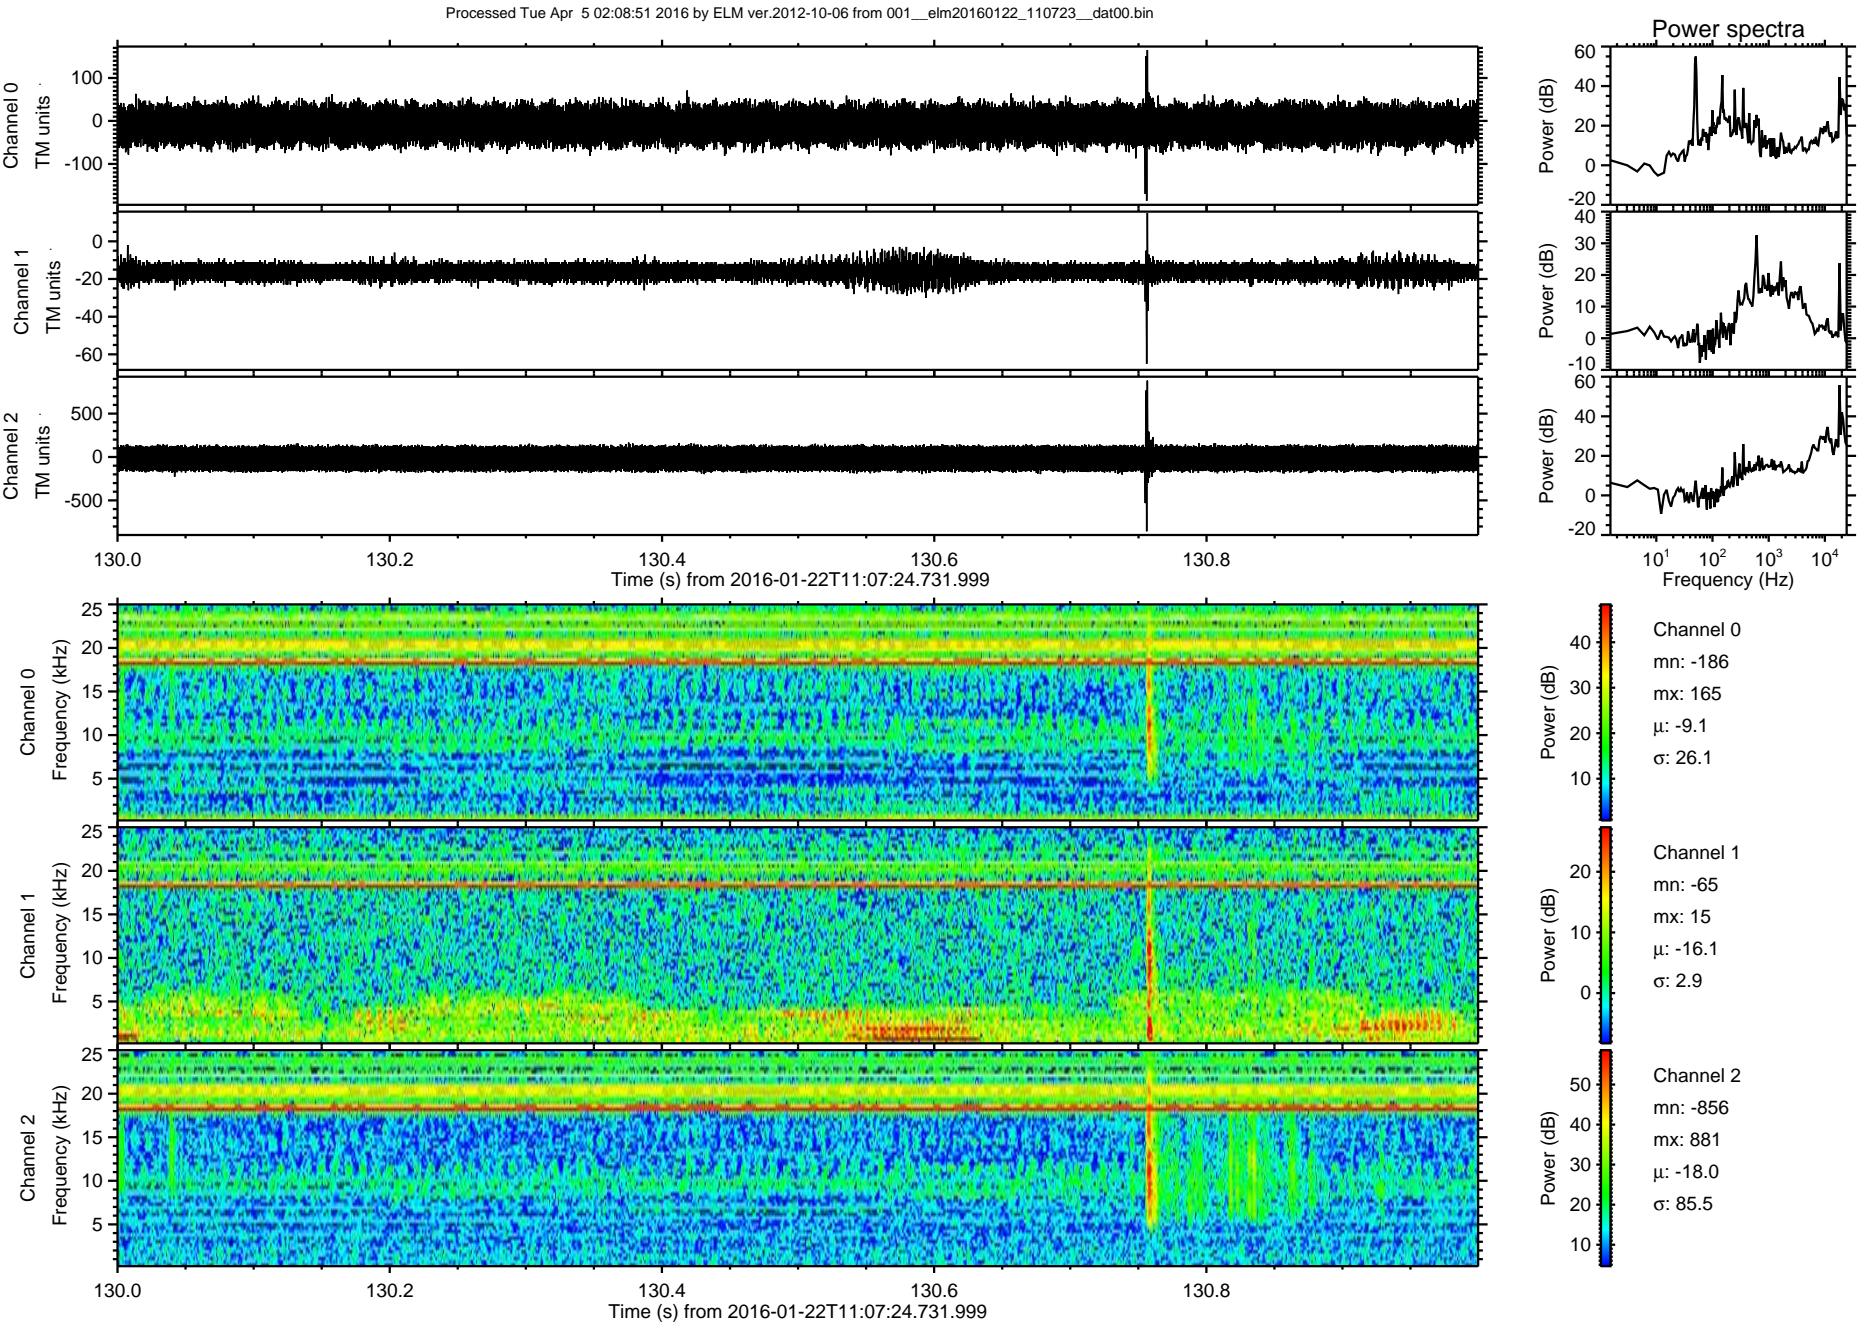 Processed Tue Apr  5 02:08:51 2016 by ELM ver.2012-10-06 from 001__elm20160122_110723__dat00.bin
Power spectra
Channel 0
TM units
100
0
-100
Power (dB)
60
40
20
0
-20
Channel 1
TM units
0
-20
-40
-60
Power (dB)
40
30
20
10
0
-10
Channel 2
TM units
500
0
-500
Power (dB)
60
40
20
0
-20
130.0
130.2
130.4
130.6
130.8
Time (s) from 2016-01-22T11:07:24.731.999
10¹
10²
10³
10⁴
Frequency (Hz)
Channel 0
Frequency (kHz)
25
20
15
10
5
Power (dB)
40
30
20
10
Channel 0
mn: -186
mx: 165
μ: -9.1
σ: 26.1
Channel 1
Frequency (kHz)
25
20
15
10
5
Power (dB)
20
10
0
Channel 1
mn: -65
mx: 15
μ: -16.1
σ: 2.9
Channel 2
Frequency (kHz)
25
20
15
10
5
Power (dB)
50
40
30
20
10
Channel 2
mn: -856
mx: 881
μ: -18.0
σ: 85.5
130.0
130.2
130.4
130.6
130.8
Time (s) from 2016-01-22T11:07:24.731.999